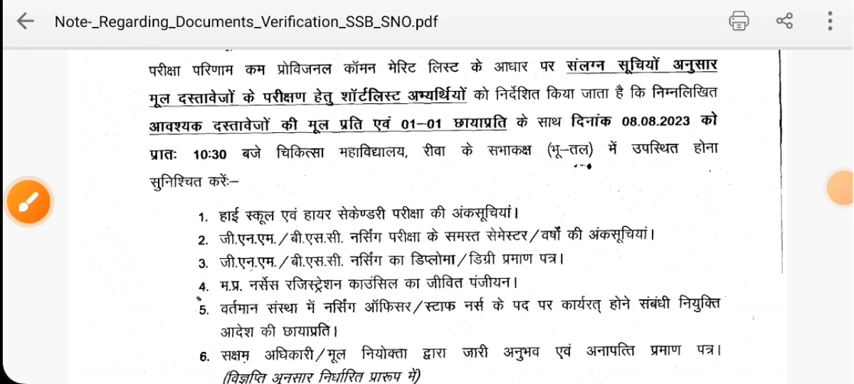 Note-_Regarding_Documents_Verification_SSB_SNO.pdf
परीक्षा परिणाम कम प्रोविजनल कॉमन मेरिट लिस्ट के आधार पर संलग्न सूचियों अनुसार
मूल दस्तावेजों के परीक्षण हेतु शॉर्टलिस्ट अभ्यर्थियों को निर्देशित किया जाता है कि निम्नलिखित
आवश्यक दस्तावेजों की मूल प्रति एवं 01–01 छायाप्रति के साथ दिनांक 08.08.2023 को
प्रातः 10:30 बजे चिकित्सा महाविद्यालय, रीवा के सभाकक्ष (भू–तल) में उपस्थित होना
सुनिश्चित करें:–
1. हाई स्कूल एवं हायर सेकेण्डरी परीक्षा की अंकसूचियां।
2. जी.एन.एम./बी.एस.सी. नर्सिंग परीक्षा के समस्त सेमेस्टर/वर्षों की अंकसूचियां।
3. जी.एन.एम./बी.एस.सी. नर्सिंग का डिप्लोमा/डिग्री प्रमाण पत्र।
4. म.प्र. नर्सेस रजिस्ट्रेशन काउंसिल का जीवित पंजीयन।
5. वर्तमान संस्था में नर्सिंग ऑफिसर/स्टाफ नर्स के पद पर कार्यरत् होने संबंधी नियुक्ति
आदेश की छायाप्रति।
6. सक्षम अधिकारी/मूल नियोक्ता द्वारा जारी अनुभव एवं अनापत्ति प्रमाण पत्र।
(विज्ञप्ति अनुसार निर्धारित प्रारूप में)